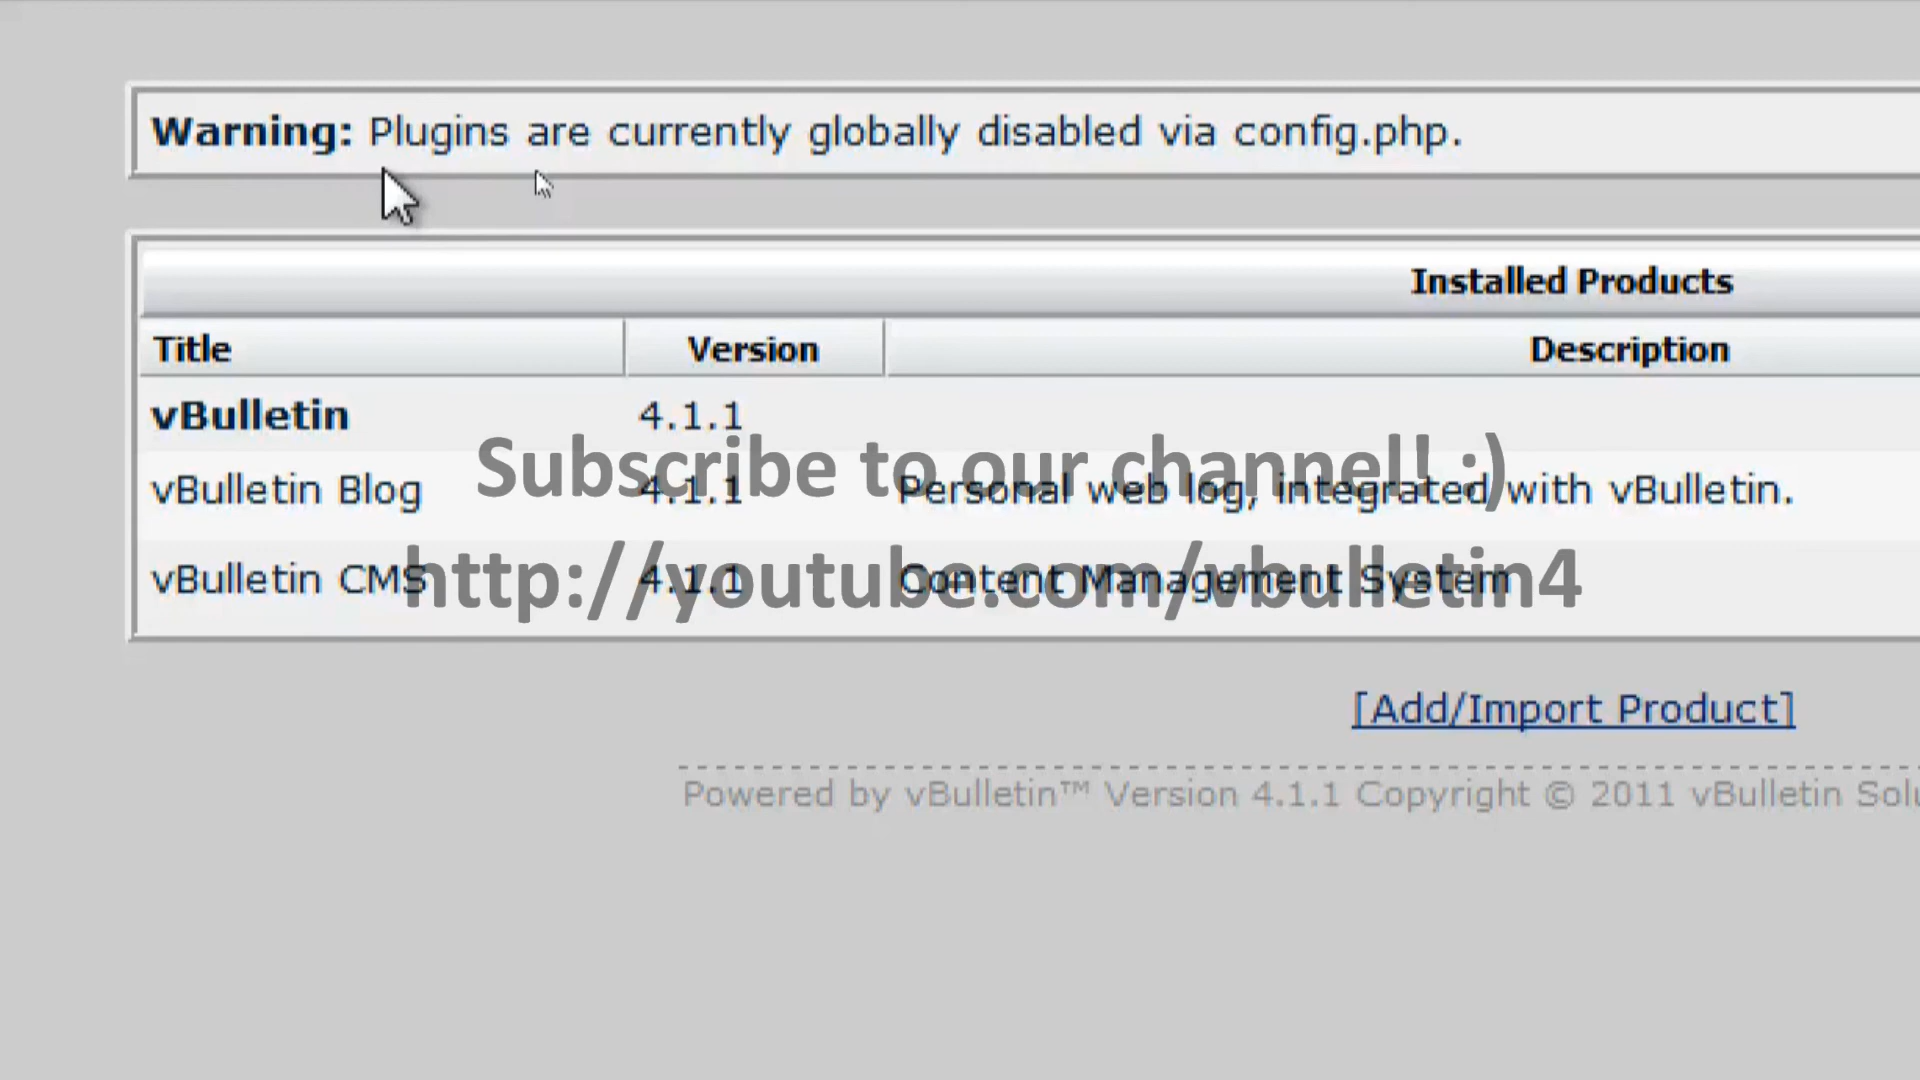 Warning: Plugins are currently globally disabled via config.php.
Installed Products
Title Version Description
vBulletin 4.1.1
Subscribe to our channel! :)
vBulletin Blog 4.1.1 Personal web log, integrated with vBulletin.
http://youtube.com/vbulletin4
vBulletin CMS 4.1.1 Content Management System
[Add/Import Product]
Powered by vBulletin™ Version 4.1.1 Copyright © 2011 vBulletin